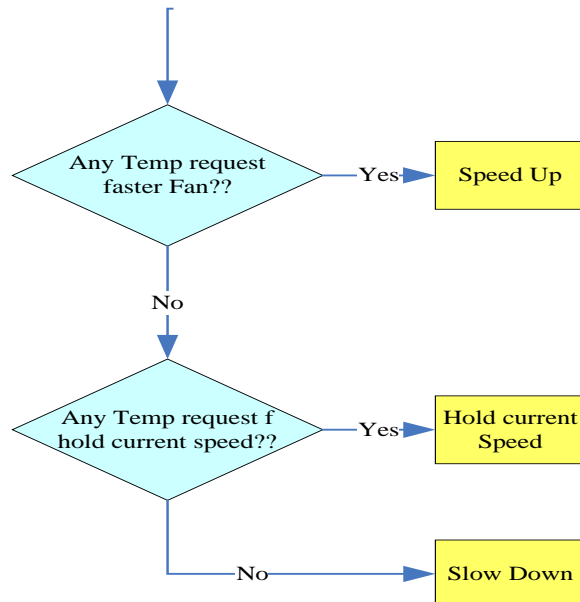 Any Temp request
faster Fan??
Yes
Speed Up
No
Any Temp request f
hold current speed??
Yes
Hold current
Speed
No
Slow Down